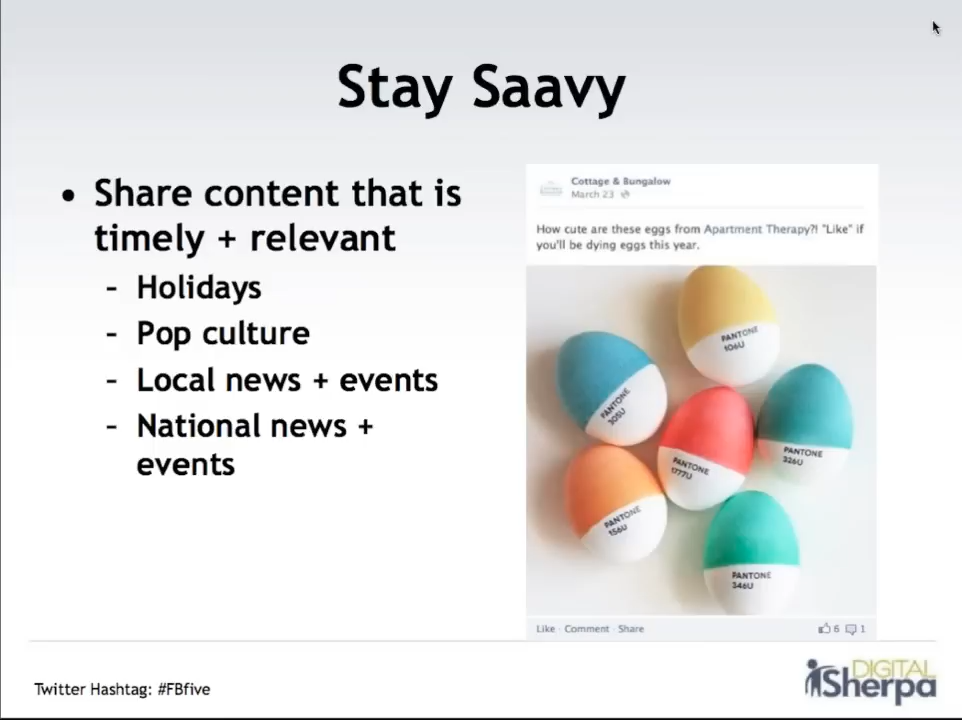 Stay Saavy
• Share content that is
timely + relevant
– Holidays
– Pop culture
– Local news + events
– National news +
events
Cottage & Bungalow
March 23
How cute are these eggs from Apartment Therapy?! "Like" if
you'll be dying eggs this year.
PANTONE
106U
PANTONE
305U
PANTONE
326U
PANTONE
1777U
PANTONE
156U
PANTONE
346U
Like · Comment · Share
6 1
Twitter Hashtag: #FBfive
DIGITAL
Sherpa